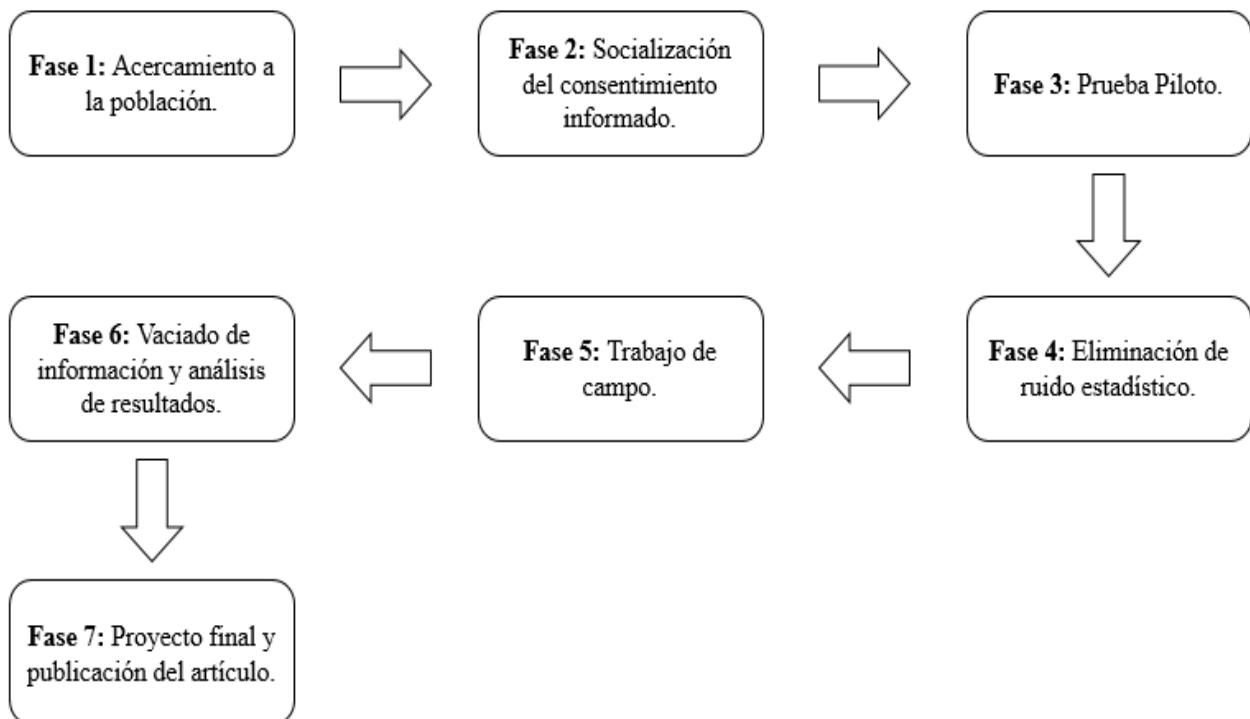 Fase 1: Acercamiento a
la población.
Fase 2: Socialización
del consentimiento
informado.
Fase 3: Prueba Piloto.
Fase 4: Eliminación de
ruido estadístico.
Fase 5: Trabajo de
campo.
Fase 6: Vaciado de
información y análisis
de resultados.
Fase 7: Proyecto final y
publicación del artículo.